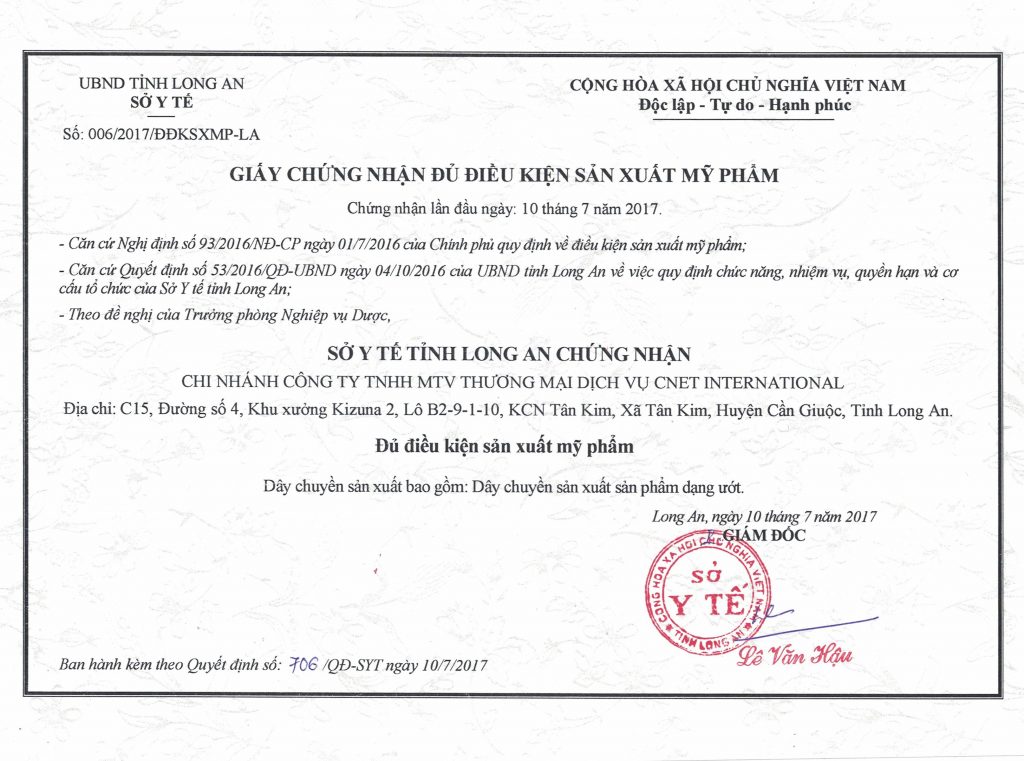 UBND TỈNH LONG AN
SỞ Y TẾ
Số: 006/2017/ĐĐKSXMP-LA
CỘNG HÒA XÃ HỘI CHỦ NGHĨA VIỆT NAM
Độc lập - Tự do - Hạnh phúc
GIẤY CHỨNG NHẬN ĐỦ ĐIỀU KIỆN SẢN XUẤT MỸ PHẨM
Chứng nhận lần đầu ngày: 10 tháng 7 năm 2017.
- Căn cứ Nghị định số 93/2016/NĐ-CP ngày 01/7/2016 của Chính phủ quy định về điều kiện sản xuất mỹ phẩm;
- Căn cứ Quyết định số 53/2016/QĐ-UBND ngày 04/10/2016 của UBND tỉnh Long An về việc quy định chức năng, nhiệm vụ, quyền hạn và cơ
cấu tổ chức của Sở Y tế tỉnh Long An;
- Theo đề nghị của Trưởng phòng Nghiệp vụ Dược,
SỞ Y TẾ TỈNH LONG AN CHỨNG NHẬN
CHI NHÁNH CÔNG TY TNHH MTV THƯƠNG MẠI DỊCH VỤ CNET INTERNATIONAL
Địa chỉ: C15, Đường số 4, Khu xưởng Kizuna 2, Lô B2-9-1-10, KCN Tân Kim, Xã Tân Kim, Huyện Cần Giuộc, Tỉnh Long An.
Đủ điều kiện sản xuất mỹ phẩm
Dây chuyền sản xuất bao gồm: Dây chuyền sản xuất sản phẩm dạng ướt.
Long An, ngày 10 tháng 7 năm 2017
GIÁM ĐỐC
CỘNG HÒA XÃ HỘI CHỦ NGHĨA VIỆT NAM
SỞ
Y TẾ
TỈNH LONG AN
Lê Văn Hậu
Ban hành kèm theo Quyết định số: 706 /QĐ-SYT ngày 10/7/2017